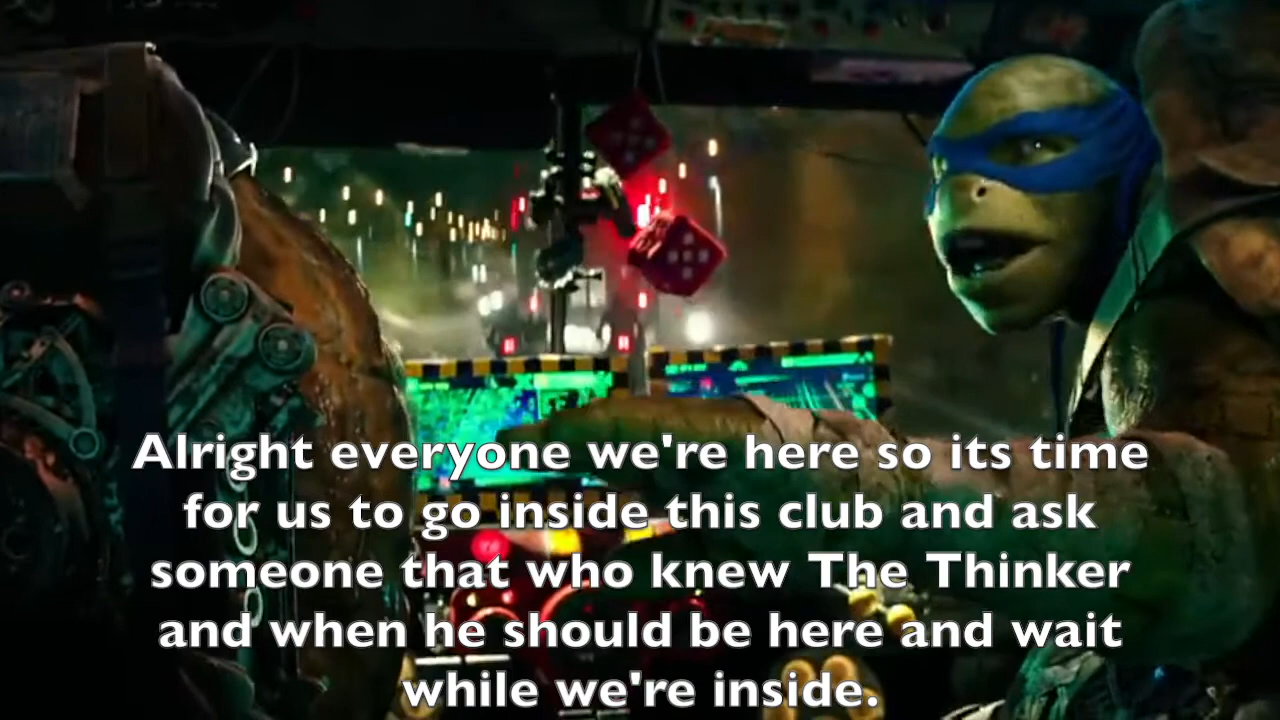 Alright everyone we're here so its time
for us to go inside this club and ask
someone that who knew The Thinker
and when he should be here and wait
while we're inside.